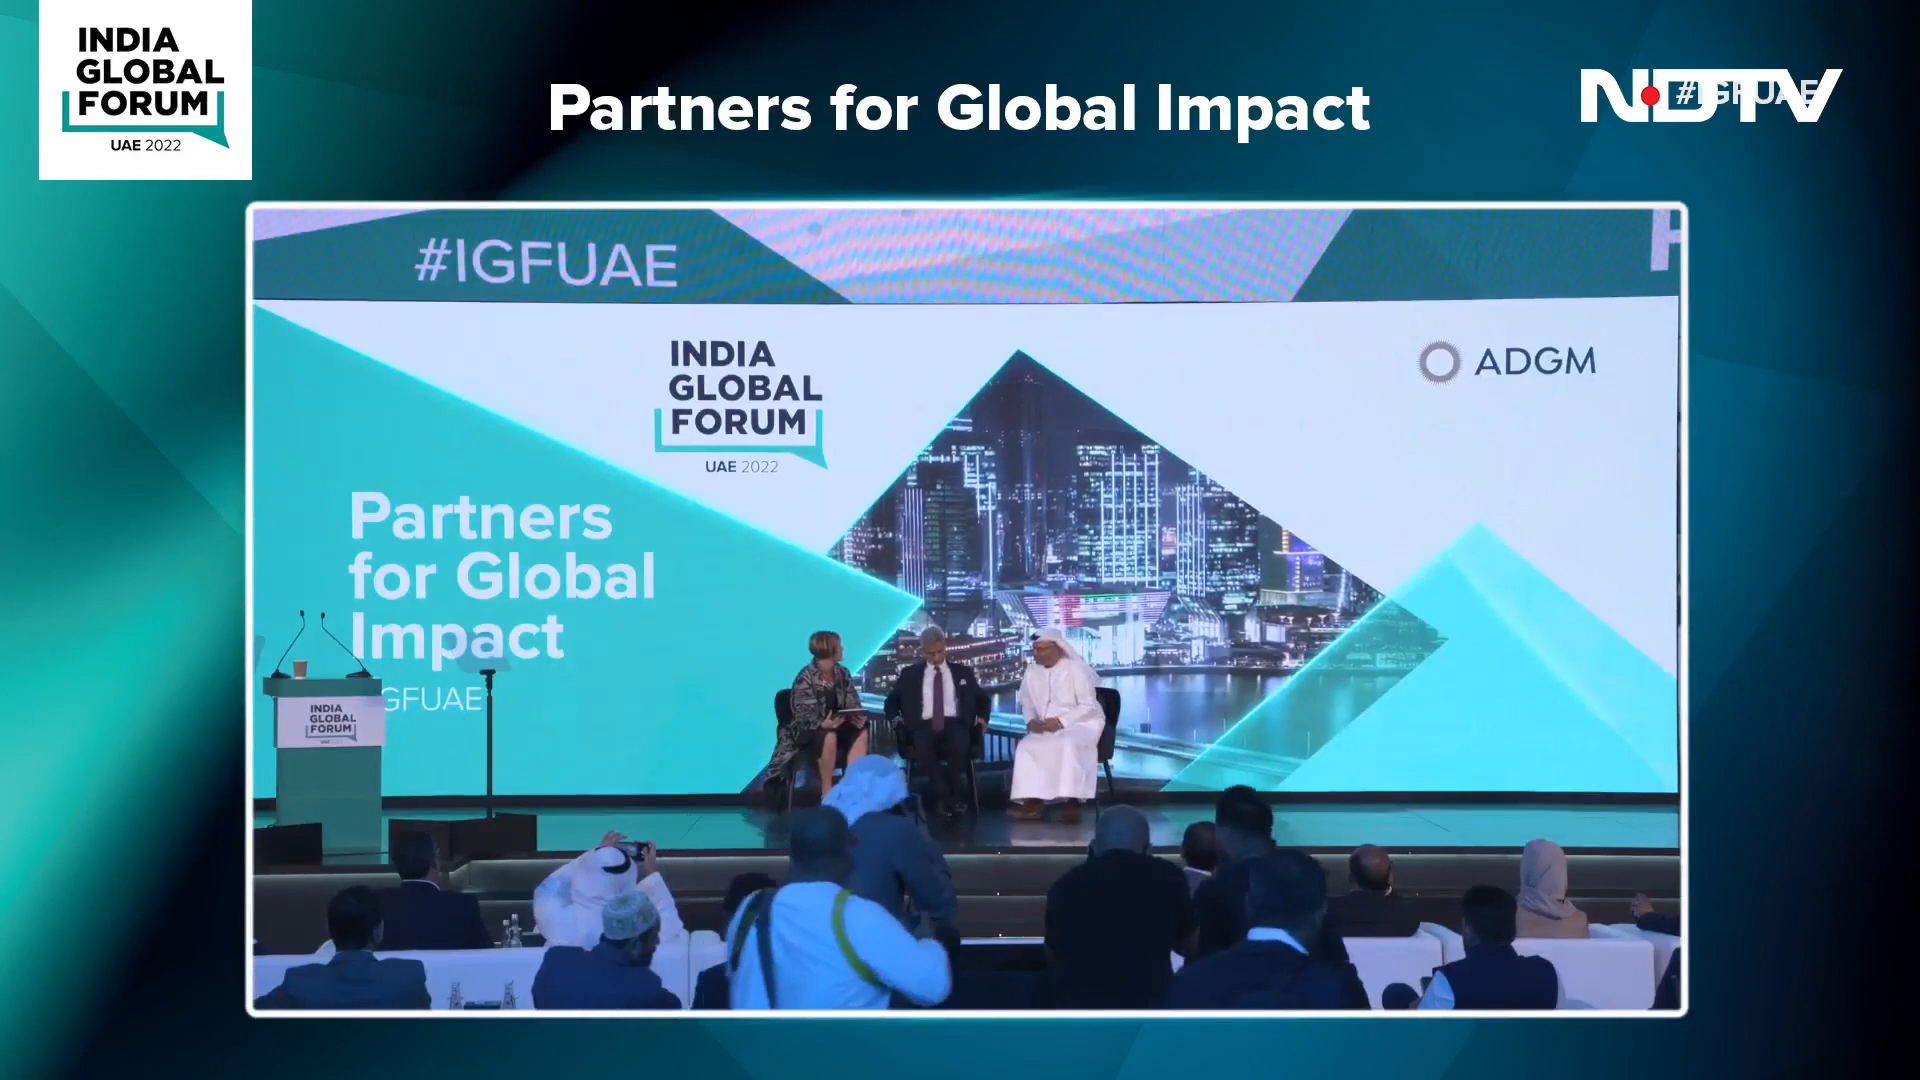 INDIA
GLOBAL
FORUM
UAE 2022
Partners for Global Impact
NDTV
#IGFUAE
#IGFUAE
INDIA
GLOBAL
FORUM
UAE 2022
ADGM
Partners
for Global
Impact
GFUAE
INDIA
GLOBAL
FORUM